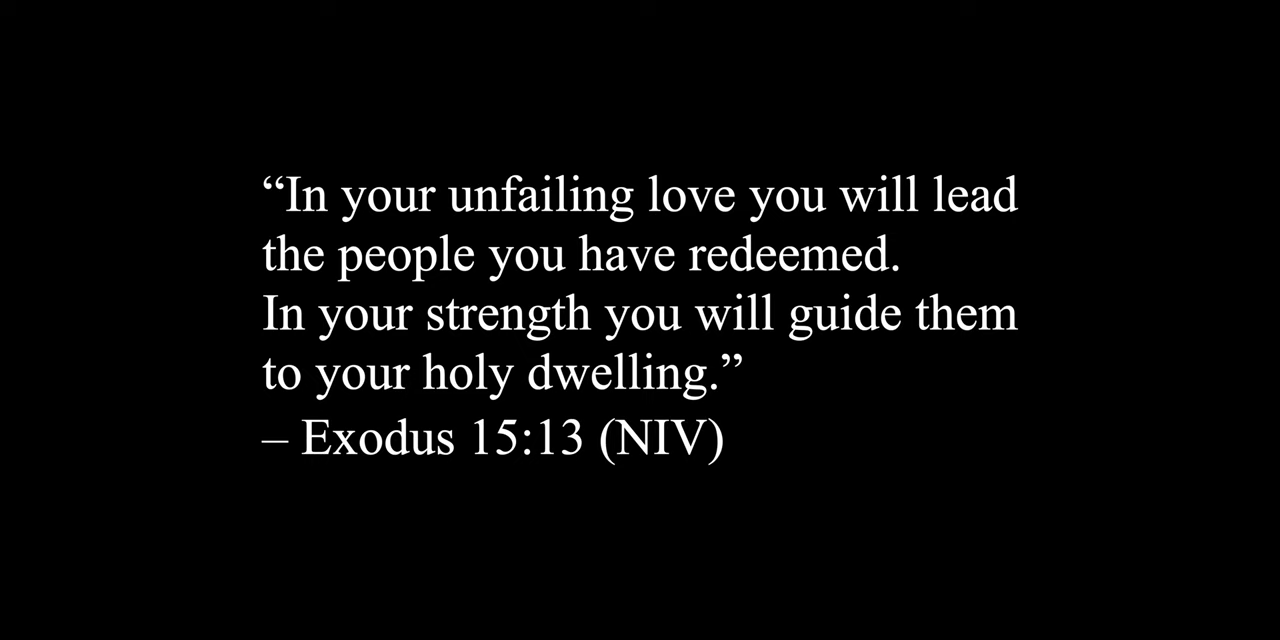 “In your unfailing love you will lead
the people you have redeemed.
In your strength you will guide them
to your holy dwelling.”
– Exodus 15:13 (NIV)